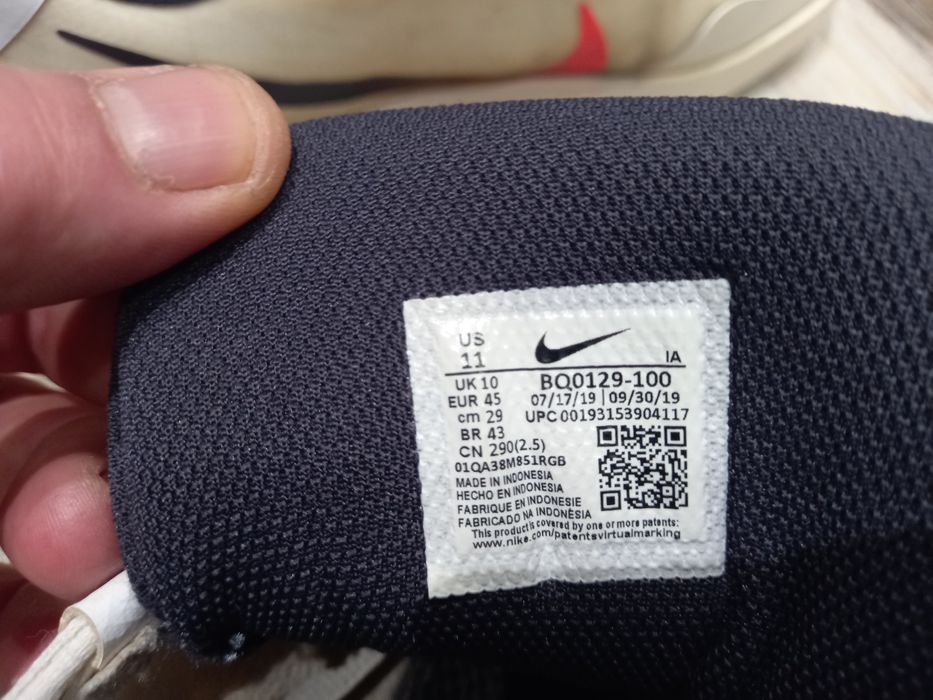 US
11
IA
UK 10
BQ0129-100
EUR 45
07/17/19 | 09/30/19
cm 29
UPC 00193153904117
BR 43
CN 290(2.5)
01QA38M851RGB
MADE IN INDONESIA
HECHO EN INDONESIA
FABRIQUE EN INDONESIE
FABRICADO NA INDONÈSIA
This product is covered by one or more patents:
www.nike.com/patentsvirtualmarking